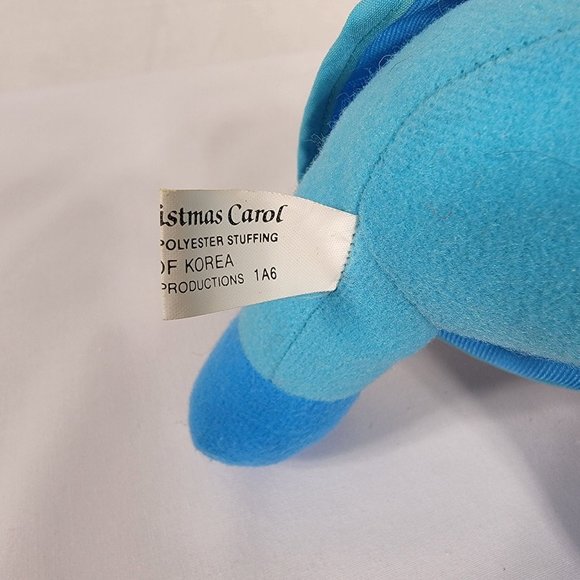 istmas Carol
POLYESTER STUFFING
OF KOREA
PRODUCTIONS 1A6